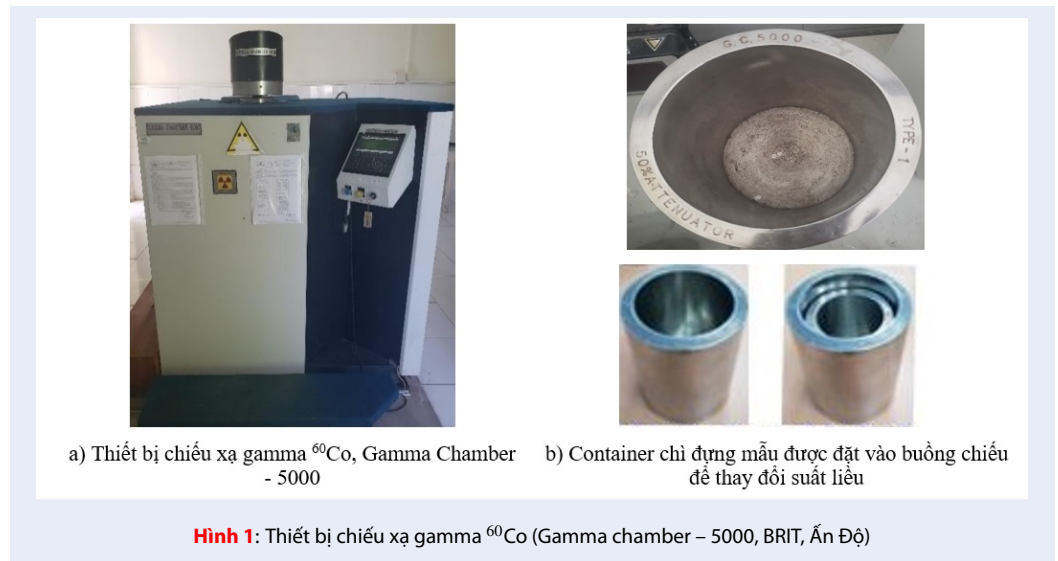 G.C.5000
TYPE - 1
50% ATTENUATOR
a) Thiết bị chiếu xạ gamma ⁶⁰Co, Gamma Chamber
- 5000
b) Container chì đựng mẫu được đặt vào buồng chiếu
để thay đổi suất liều
Hình 1: Thiết bị chiếu xạ gamma ⁶⁰Co (Gamma chamber – 5000, BRIT, Ấn Độ)